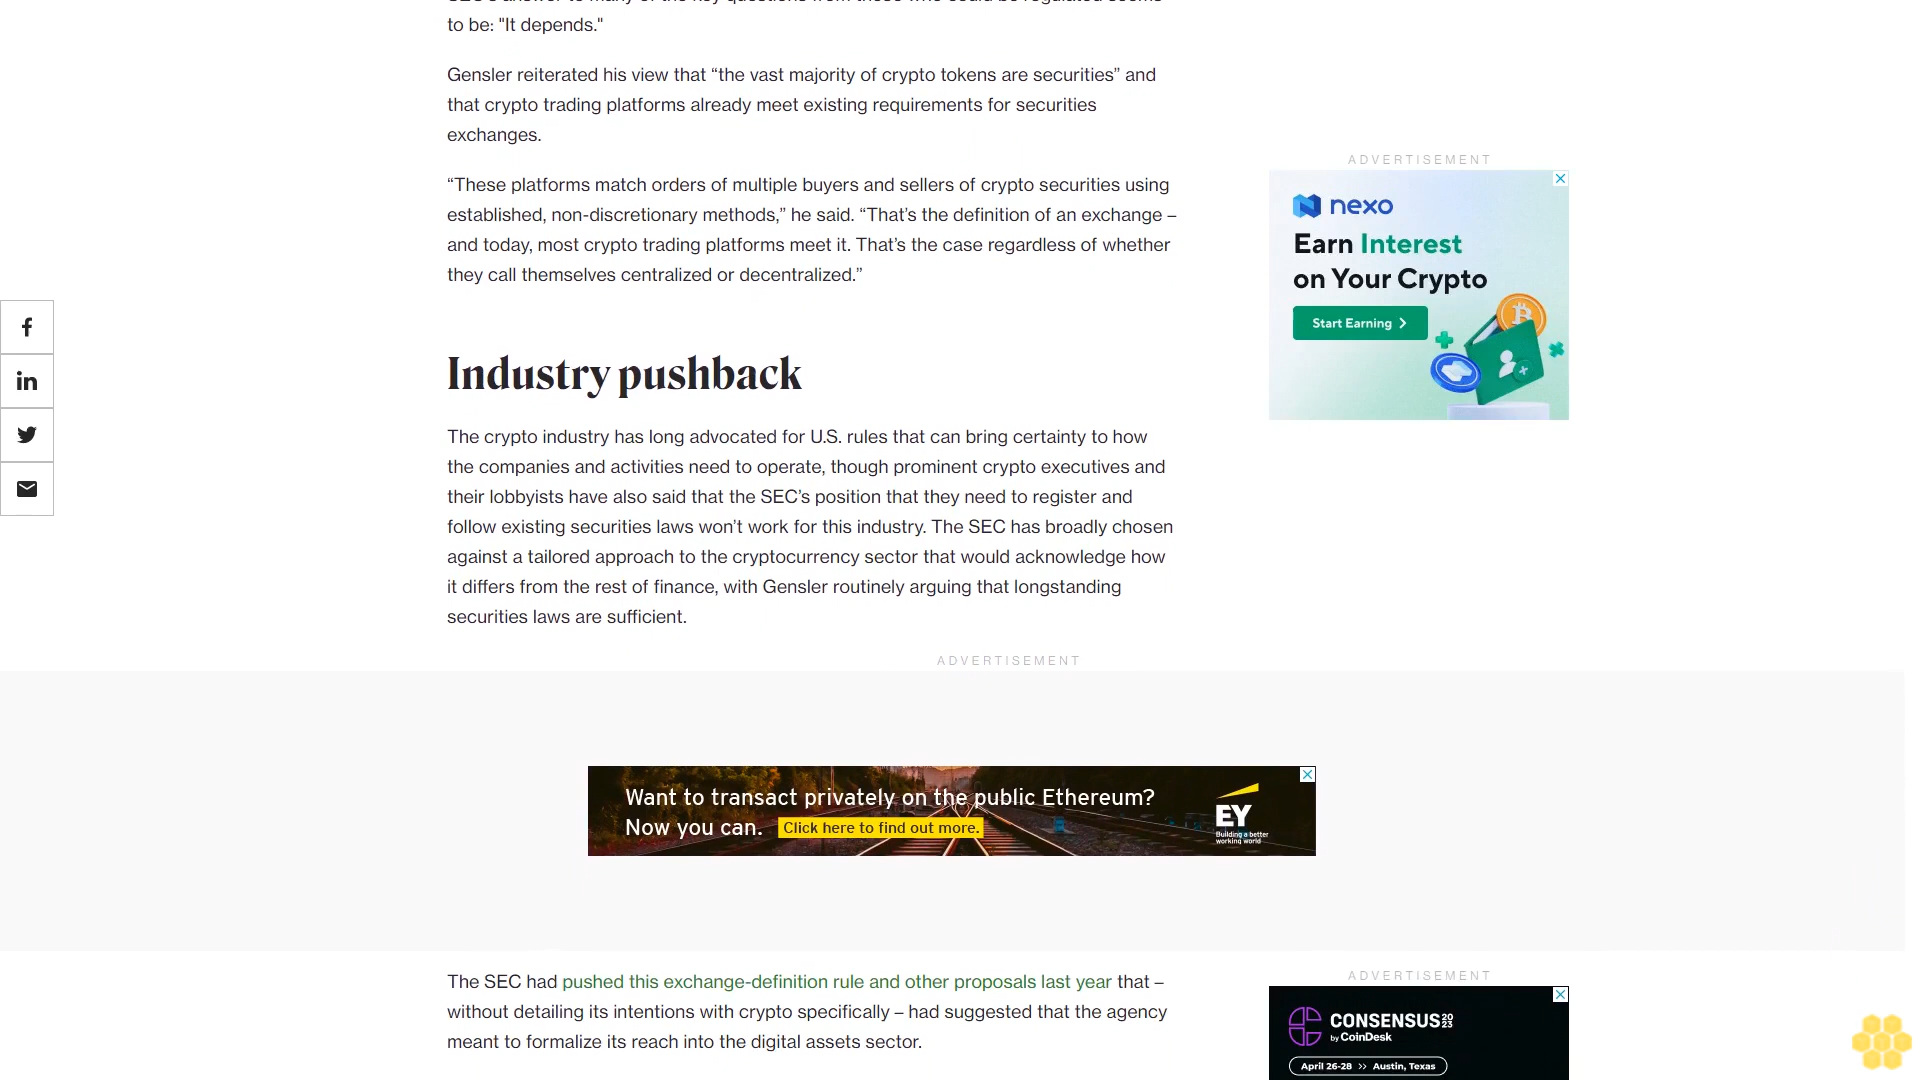 to be: "It depends."
Gensler reiterated his view that “the vast majority of crypto tokens are securities” and
that crypto trading platforms already meet existing requirements for securities
exchanges.
“These platforms match orders of multiple buyers and sellers of crypto securities using
established, non-discretionary methods,” he said. “That’s the definition of an exchange –
and today, most crypto trading platforms meet it. That’s the case regardless of whether
they call themselves centralized or decentralized.”
ADVERTISEMENT
nexo
Earn Interest
on Your Crypto
Start Earning
Industry pushback
The crypto industry has long advocated for U.S. rules that can bring certainty to how
the companies and activities need to operate, though prominent crypto executives and
their lobbyists have also said that the SEC’s position that they need to register and
follow existing securities laws won’t work for this industry. The SEC has broadly chosen
against a tailored approach to the cryptocurrency sector that would acknowledge how
it differs from the rest of finance, with Gensler routinely arguing that longstanding
securities laws are sufficient.
ADVERTISEMENT
Want to transact privately on the public Ethereum?
Now you can. Click here to find out more.
EY
Building a better
working world
The SEC had pushed this exchange-definition rule and other proposals last year that –
without detailing its intentions with crypto specifically – had suggested that the agency
meant to formalize its reach into the digital assets sector.
ADVERTISEMENT
CONSENSUS 2023
by CoinDesk
April 26-28 >> Austin, Texas